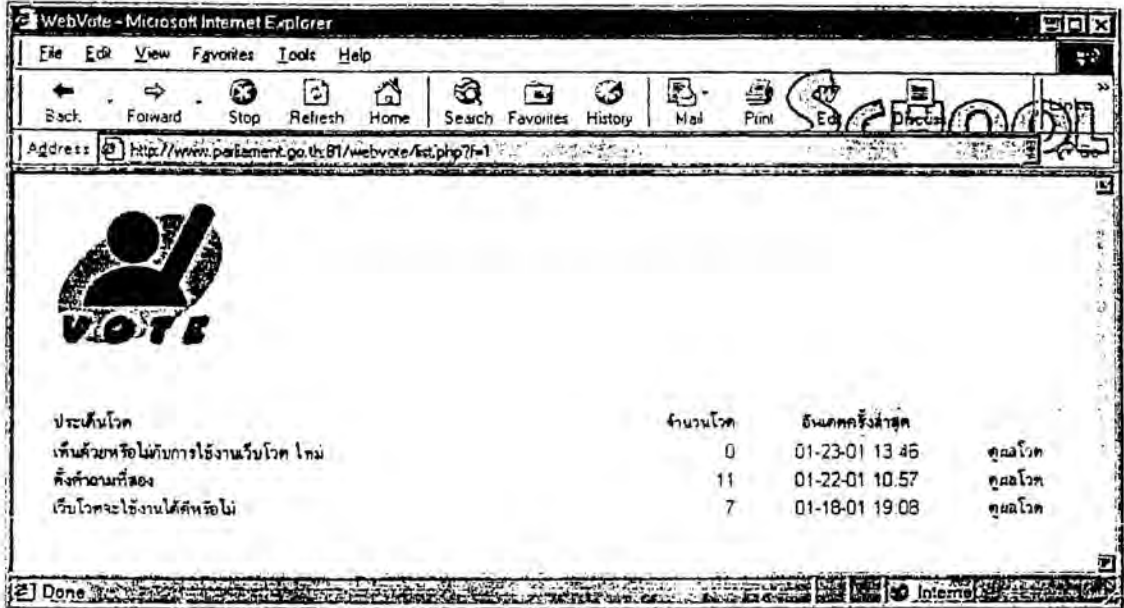 WebVote - Microsoft Internet Explorer
File Edit View Favorites Tools Help
Back Forward Stop Refresh Home Search Favorites History Mail Print Edit Discuss Links
Address http://www.parliament.go.th:81/webvote/list.php?f=1 Go
VOTE
ประเด็นโวต จำนวนโวต อัพเดตครั้งล่าสุด
เห็นด้วยหรือไม่กับการใช้งานเว็บโวต ใหม่ 0 01-23-01 13:46 ดูผลโวต
ตั้งคำถามที่สอง 11 01-22-01 10:57 ดูผลโวต
เว็บโวตจะใช้งานได้ดีหรือไม่ 7 01-18-01 19:08 ดูผลโวต
Done Internet